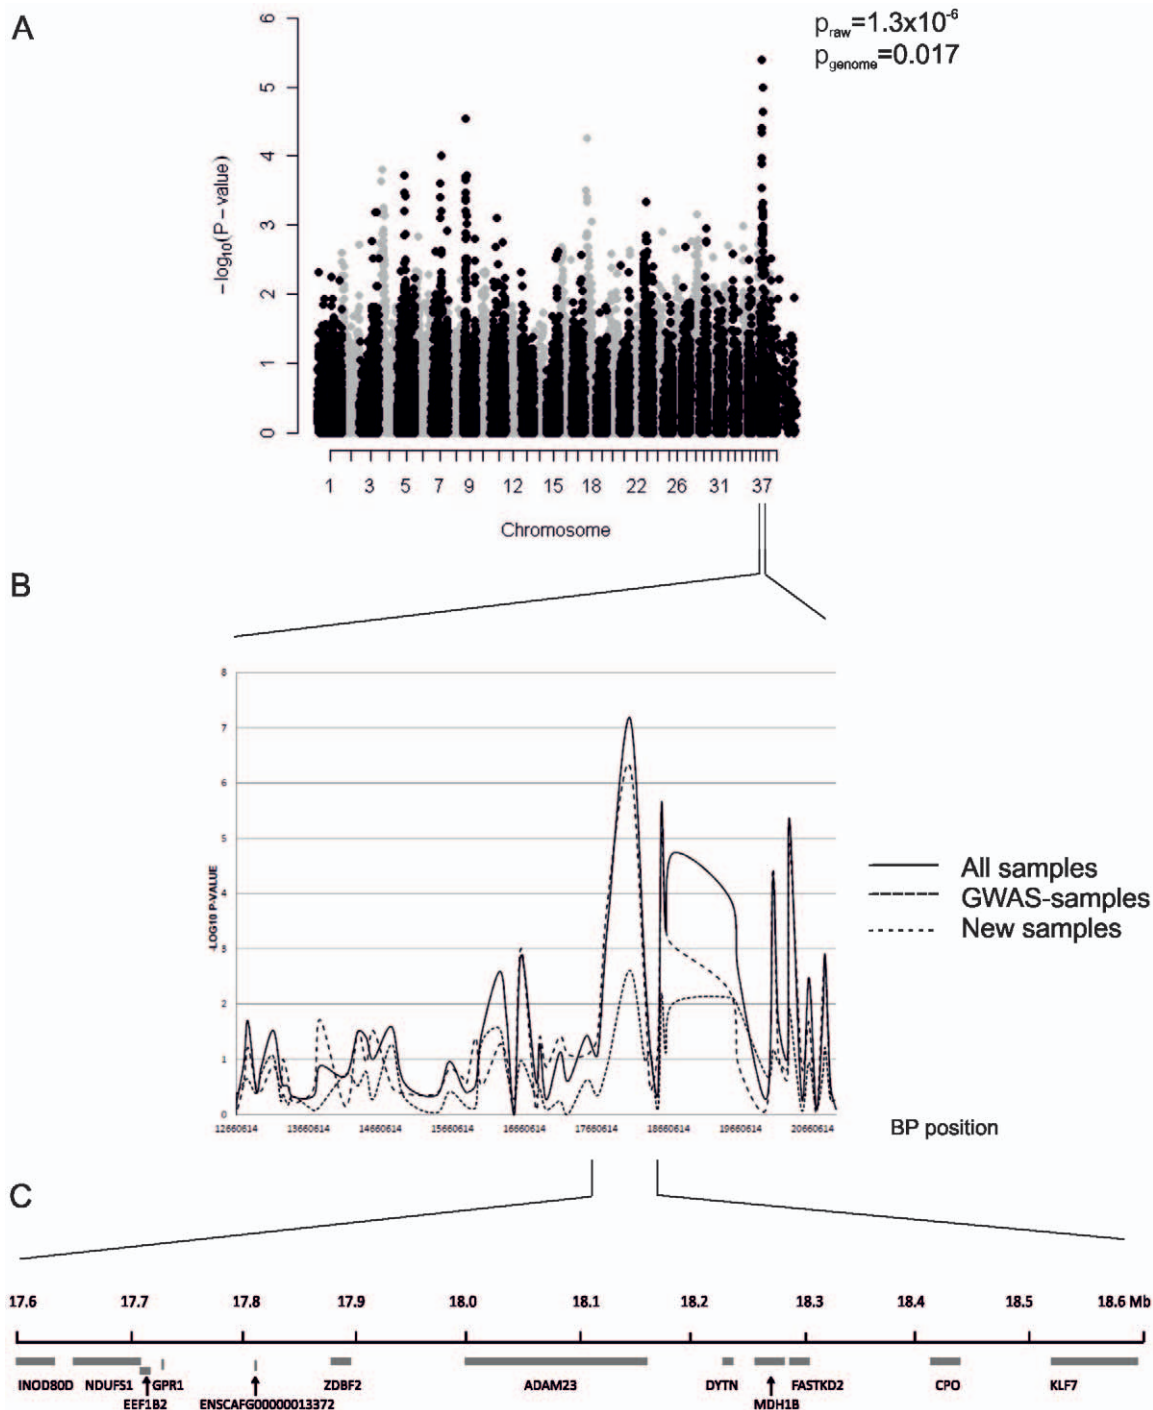 A
p_raw=1.3x10^-6
p_genome=0.017
6
5
4
3
2
1
0
-log10(P-value)
1 3 5 7 9 12 15 18 22 26 31 37
Chromosome
B
8
7
6
5
4
3
2
1
0
-LOG10 P-VALUE
12660614 13660614 14660614 15660614 16660614 17660614 18660614 19660614 20660614
BP position
All samples
GWAS-samples
New samples
C
17.6 17.7 17.8 17.9 18.0 18.1 18.2 18.3 18.4 18.5 18.6 Mb
INOD80D NDUFS1 GPR1 ZDBF2 ADAM23 DYTN FASTKD2 CPO KLF7
EEF1B2 ENSCAFG00000013372 MDH1B